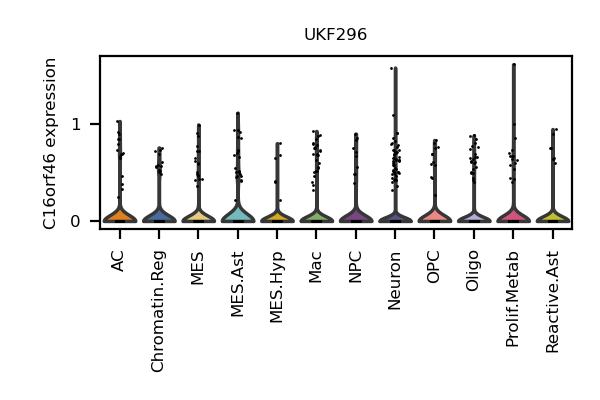 UKF296
C16orf46 expression
1
0
AC
Chromatin.Reg
MES
MES.Ast
MES.Hyp
Mac
NPC
Neuron
OPC
Oligo
Prolif.Metab
Reactive.Ast